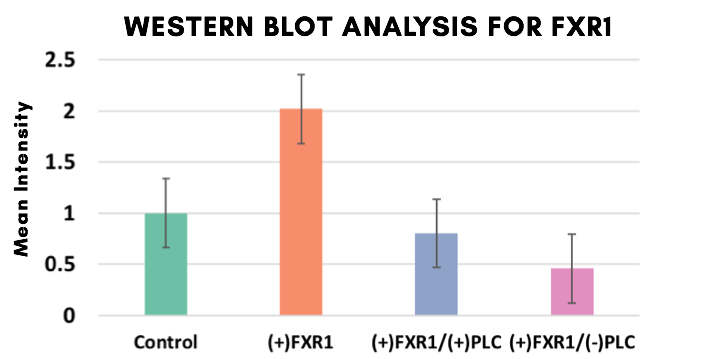 WESTERN BLOT ANALYSIS FOR FXR1
Mean Intensity
2.5
2
1.5
1
0.5
0
Control (+)FXR1 (+)FXR1/(+)PLC (+)FXR1/(-)PLC